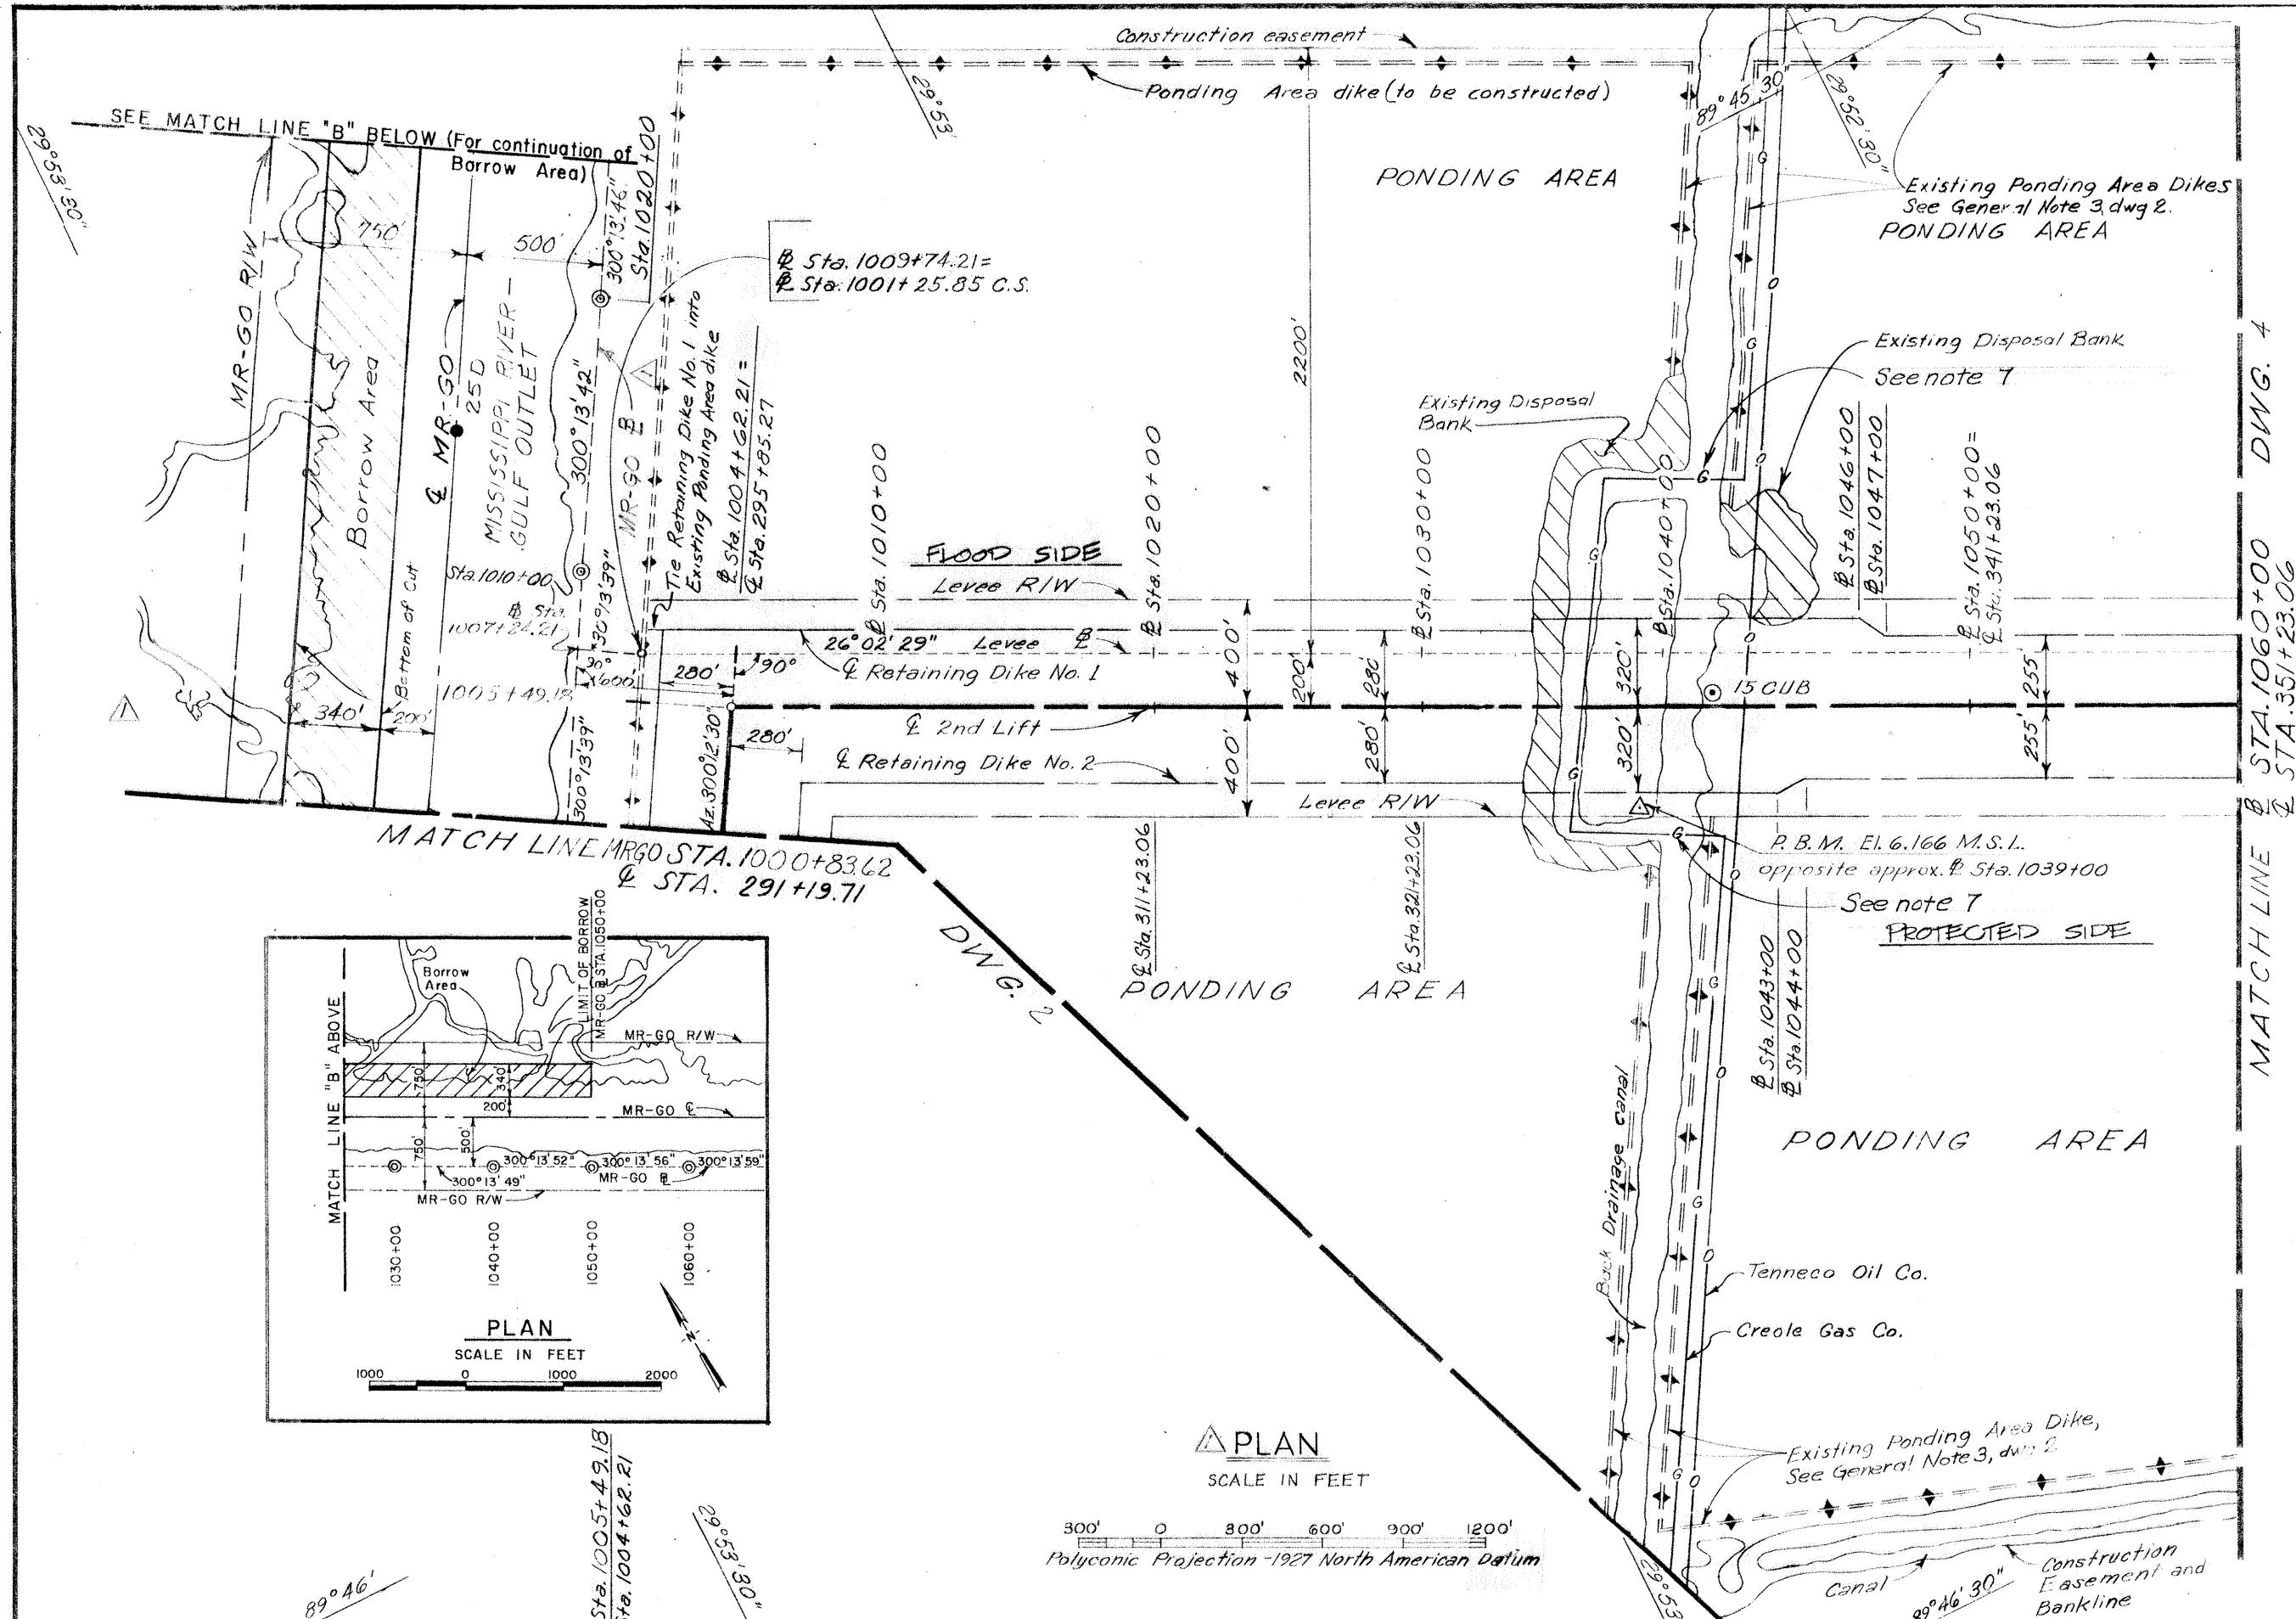 Construction easement
Ponding Area dike (to be constructed)
29°53'30"
29°53
89°45'30"
29°52'30"
SEE MATCH LINE "B" BELOW (For continuation of
Borrow Area)
PONDING AREA
Existing Ponding Area Dikes
See General Note 3, dwg 2.
PONDING AREA
MR-GO R/W
750'
500'
300°13'46"
Sta. 1020+00
B Sta. 1009+74.21=
B Sta. 1001+25.85 C.S.
Borrow Area
₵ MR-GO
25D
MISSISSIPPI RIVER -
GULF OUTLET
300°13'42"
MR-GO B
Tie Retaining Dike No. 1 into
Existing Ponding Area dike
B Sta. 1004+62.21=
₵ Sta. 295+85.27
2200'
Existing Disposal Bank
See note 7
Existing Disposal
Bank
B Sta. 1010+00
B Sta. 1020+00
B Sta. 1030+00
B Sta. 1040+00
B Sta. 1046+00
B Sta. 1047+00
B Sta. 1050+00=
₵ Sta. 341+23.06
FLOOD SIDE
Levee R/W
Sta. 1010+00
B Sta.
1007+24.21
30°13'39"
30°
600'
Bottom of Cut
1005+49.18
340'
200'
280'
90°
26°02'29" Levee B
₵ Retaining Dike No. 1
400'
200'
280'
320'
255'
15 CUB
300°13'39"
Az. 300°12'30"
280'
₵ 2nd Lift
₵ Retaining Dike No. 2
400'
280'
320'
255'
Levee R/W
MATCH LINE MRGO STA. 1000+83.62
₵ STA. 291+19.71
DWG. 2
₵ Sta. 311+23.06
₵ Sta. 321+23.06
P.B.M. El. 6.166 M.S.L.
opposite approx. B Sta. 1039+00
See note 7
PROTECTED SIDE
B Sta. 1043+00
B Sta. 1044+00
PONDING AREA
PONDING AREA
MATCH LINE B STA. 1060+00 DWG. 4
₵ STA. 351+23.06
Back Drainage canal
Tenneco Oil Co.
Creole Gas Co.
Existing Ponding Area Dike,
See General Note 3, dwg 2
Canal
Construction
Easement and
Bankline
89°46'30"
29°53
MATCH LINE "B" ABOVE
Borrow
Area
LIMIT OF BORROW
MR-GO B STA. 1050+00
MR-GO R/W
750'
340'
200'
MR-GO ₵
750'
500'
300°13'52"
300°13'56"
300°13'59"
300°13'49"
MR-GO B
MR-GO R/W
1030+00
1040+00
1050+00
1060+00
N
PLAN
SCALE IN FEET
1000 0 1000 2000
PLAN
SCALE IN FEET
300' 0 300' 600' 900' 1200'
Polyconic Projection-1927 North American Datum
Sta. 1005+49.18
Sta. 1004+62.21
29°53'30"
89°46'